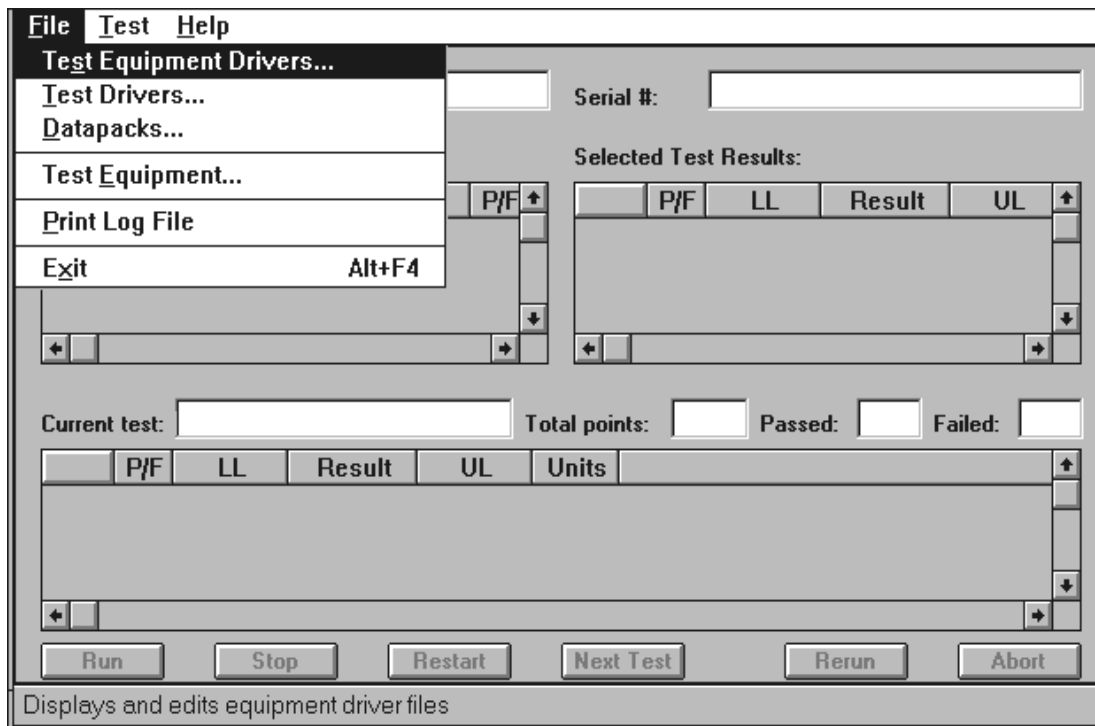 File Test Help
Test Equipment Drivers...
Test Drivers...
Datapacks...
Test Equipment...
Print Log File
Exit Alt+F4
Serial #:
Selected Test Results:
P/F
P/F LL Result UL
Current test: Total points: Passed: Failed:
P/F LL Result UL Units
Run Stop Restart Next Test Rerun Abort
Displays and edits equipment driver files